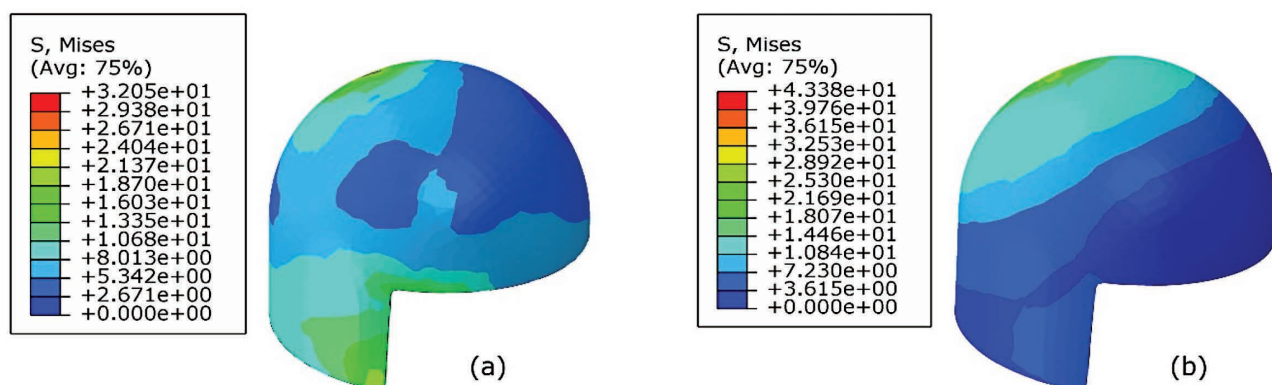 S, Mises
(Avg: 75%)
+3.205e+01
+2.938e+01
+2.671e+01
+2.404e+01
+2.137e+01
+1.870e+01
+1.603e+01
+1.335e+01
+1.068e+01
+8.013e+00
+5.342e+00
+2.671e+00
+0.000e+00
(a)
S, Mises
(Avg: 75%)
+4.338e+01
+3.976e+01
+3.615e+01
+3.253e+01
+2.892e+01
+2.530e+01
+2.169e+01
+1.807e+01
+1.446e+01
+1.084e+01
+7.230e+00
+3.615e+00
+0.000e+00
(b)